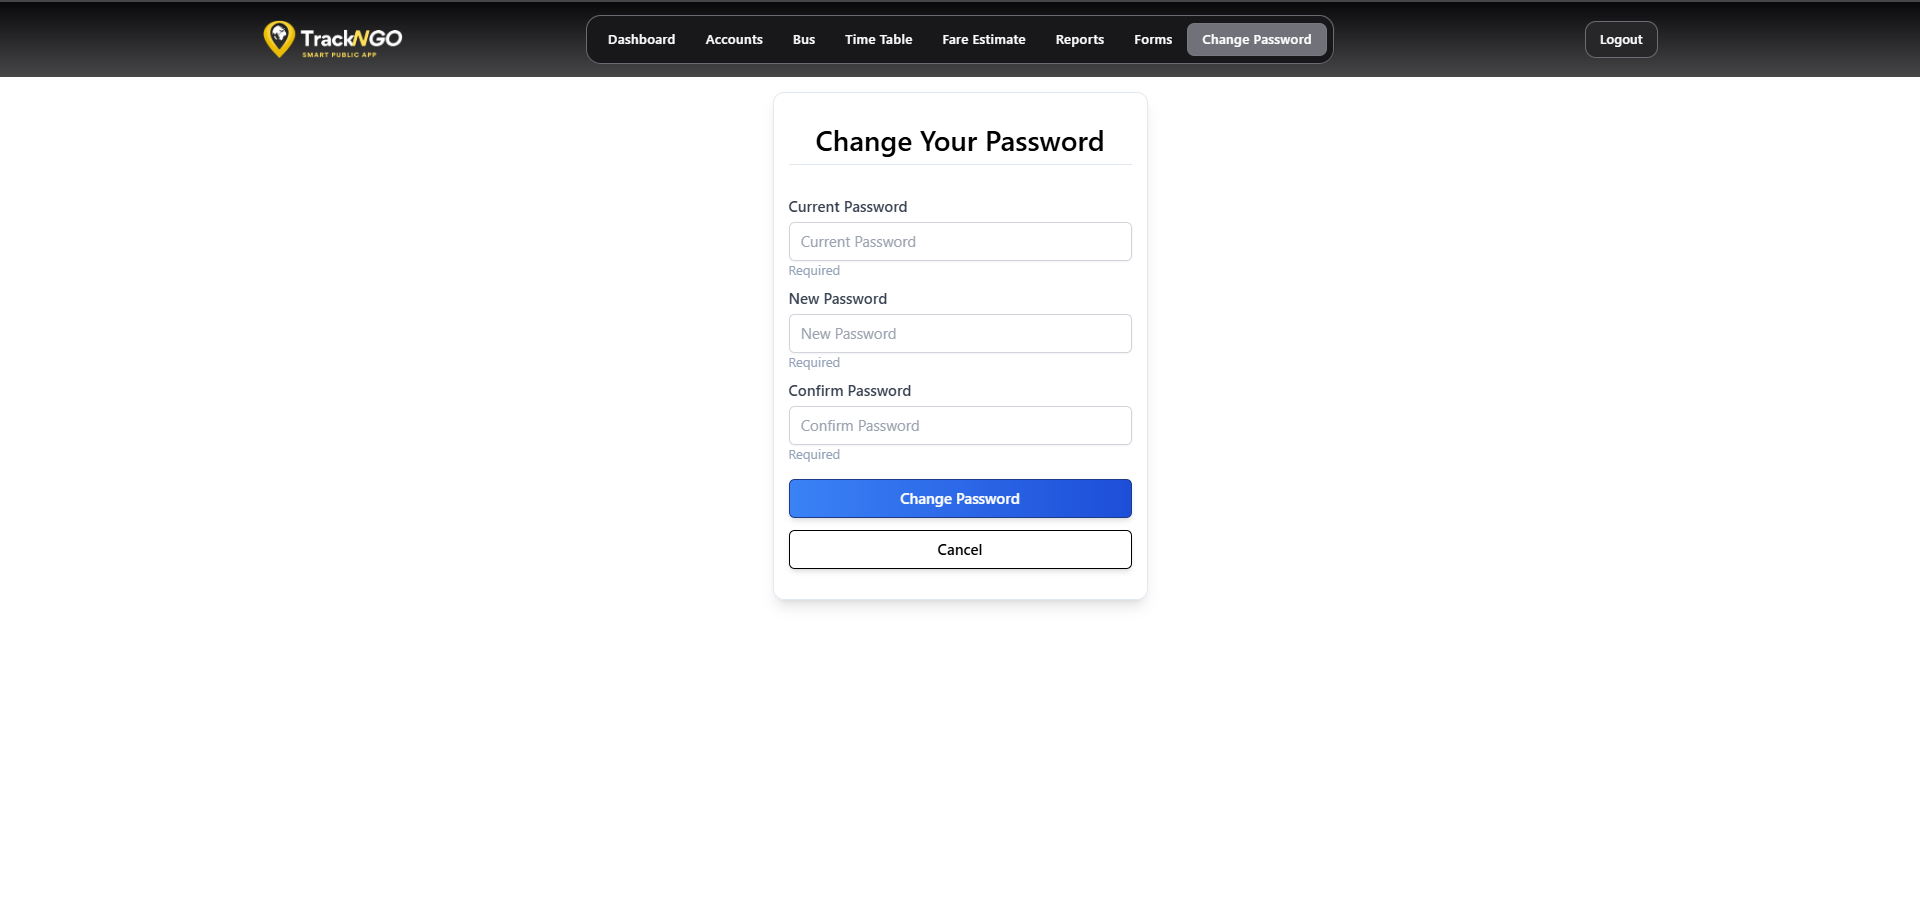 TrackNGO
SMART PUBLIC APP
Dashboard Accounts Bus Time Table Fare Estimate Reports Forms Change Password Logout
Change Your Password
Current Password
Current Password
Required
New Password
New Password
Required
Confirm Password
Confirm Password
Required
Change Password
Cancel